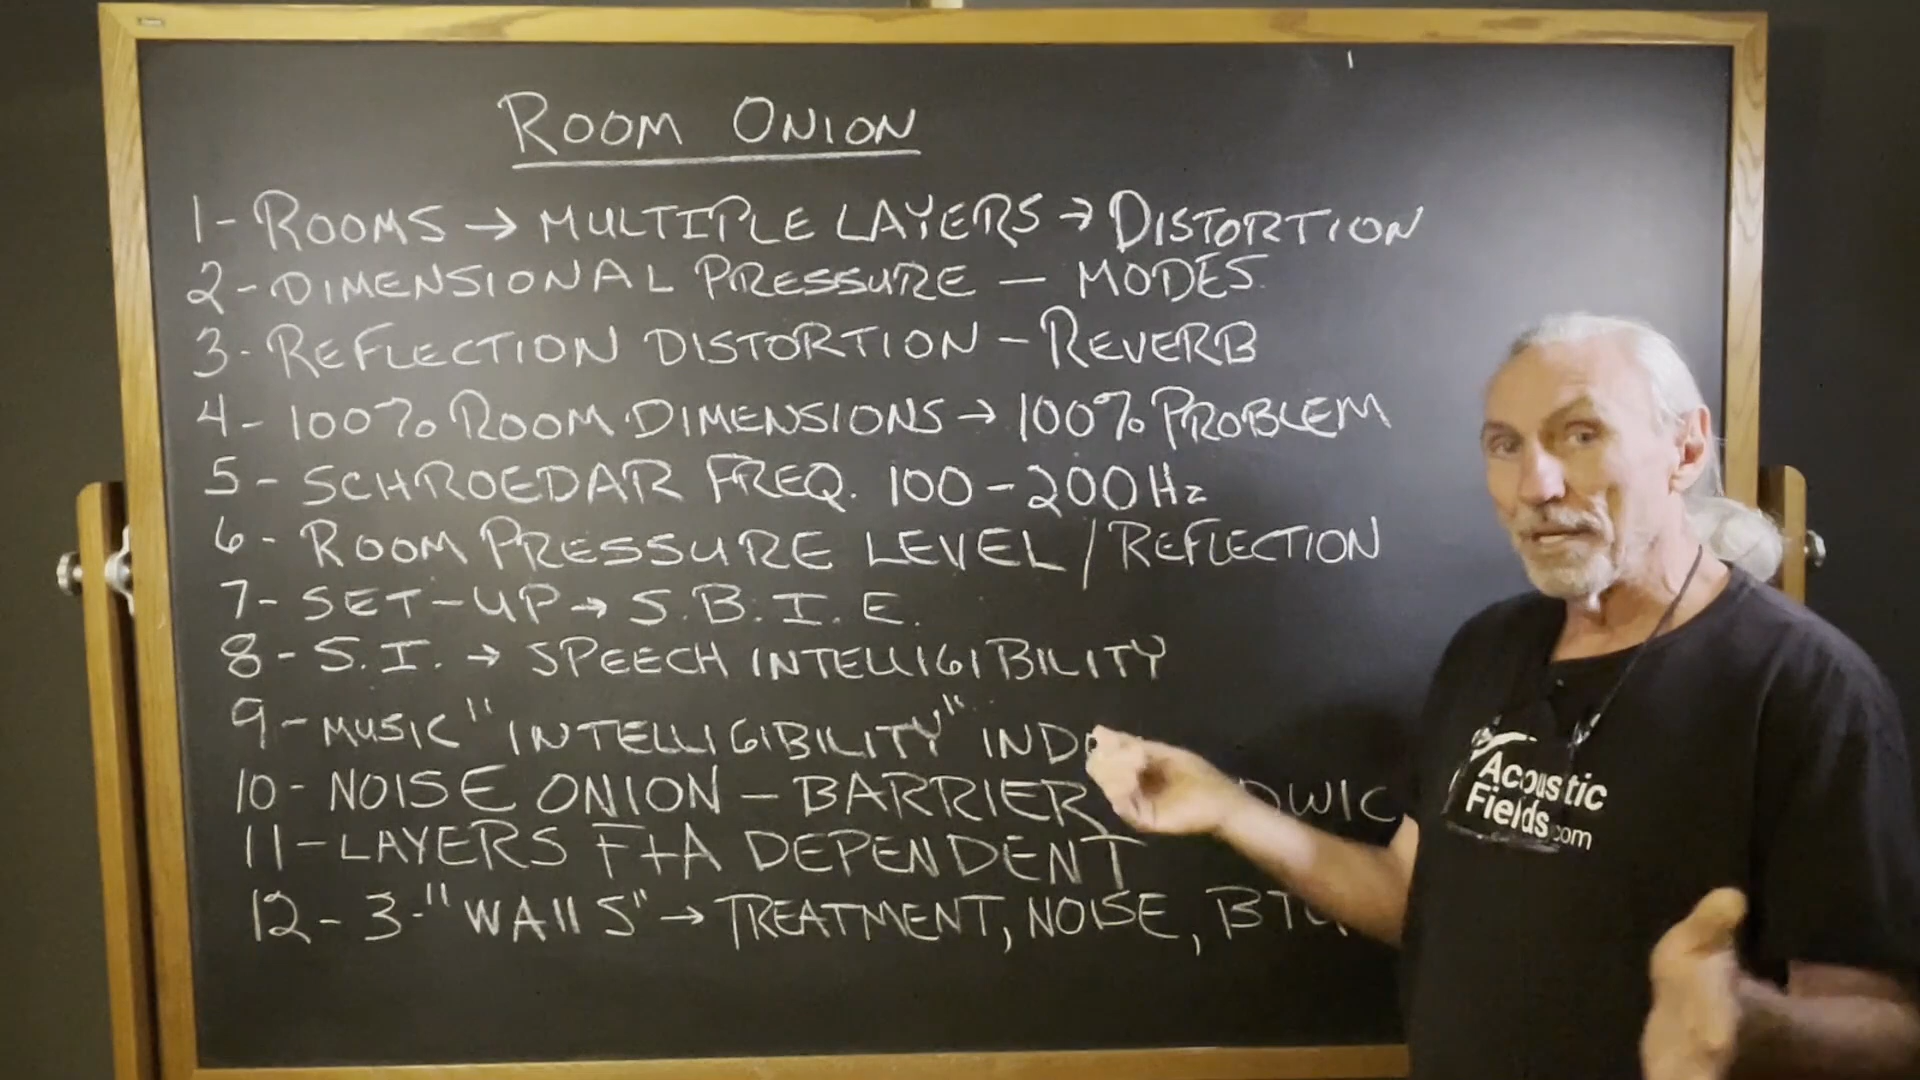 ROOM ONION
1- ROOMS → MULTIPLE LAYERS → DISTORTION
2- DIMENSIONAL PRESSURE — MODES.
3- REFLECTION DISTORTION – REVERB
4- 100% ROOM DIMENSIONS → 100% PROBLEM
5- SCHROEDAR FREQ. 100-200Hz
6- ROOM PRESSURE LEVEL/REFLECTION
7- SET-UP → S.B.I.E.
8- S.I. → SPEECH INTELLIGIBILITY
9- MUSIC "INTELLIGIBILITY"
10- NOISE ONION – BARRIER
11- LAYERS F+A DEPENDENT
12- 3-"WAllS" → TREATMENT, NOISE,
Acoustic
Fields.com